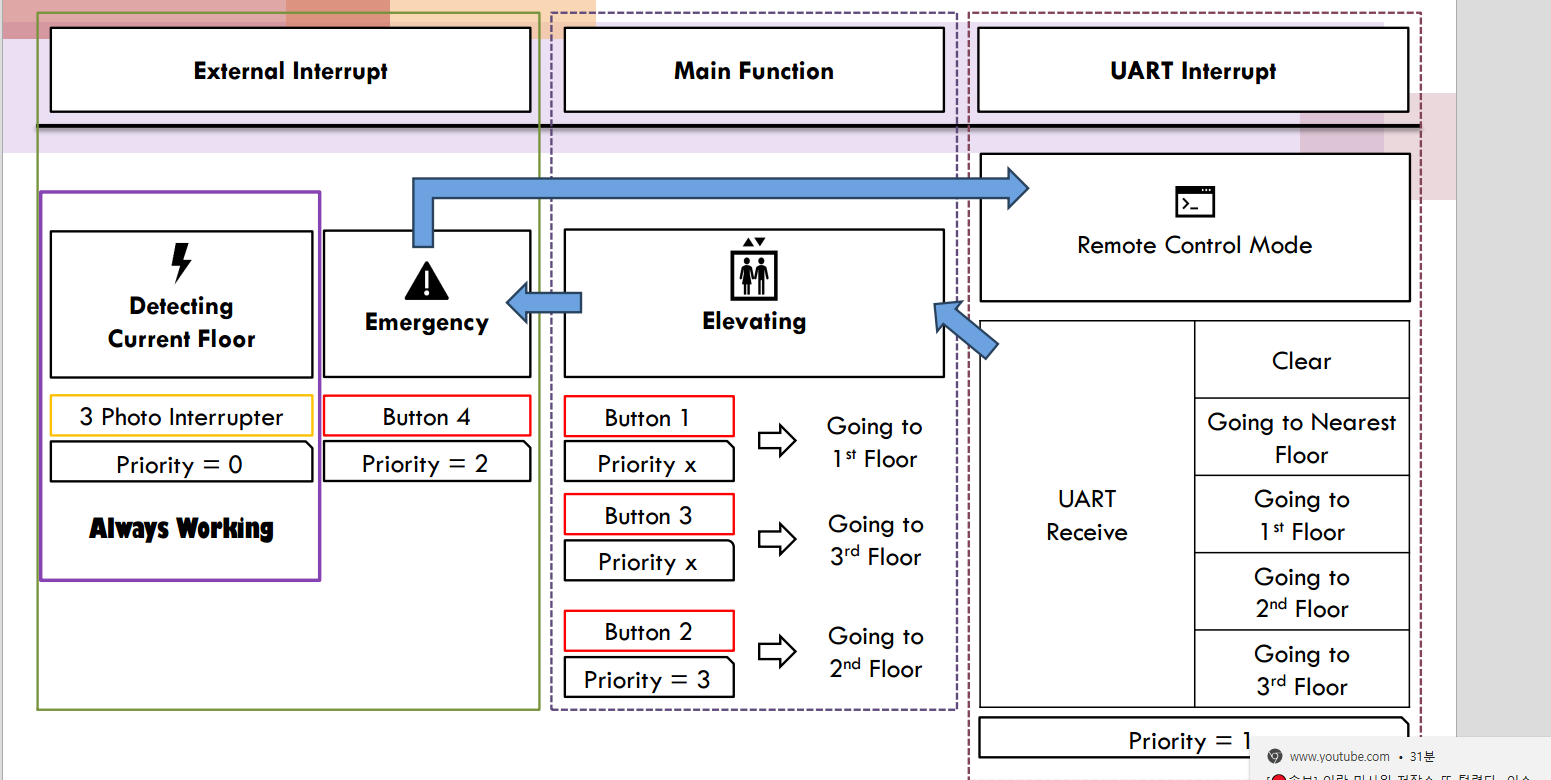 External Interrupt
Main Function
UART Interrupt
Detecting
Current Floor
3 Photo Interrupter
Priority = 0
Always Working
Emergency
Button 4
Priority = 2
Elevating
Button 1
Priority x
Going to
1st Floor
Button 3
Priority x
Going to
3rd Floor
Button 2
Priority = 3
Going to
2nd Floor
Remote Control Mode
UART
Receive
Clear
Going to Nearest
Floor
Going to
1st Floor
Going to
2nd Floor
Going to
3rd Floor
Priority = 1
www.youtube.com • 31분